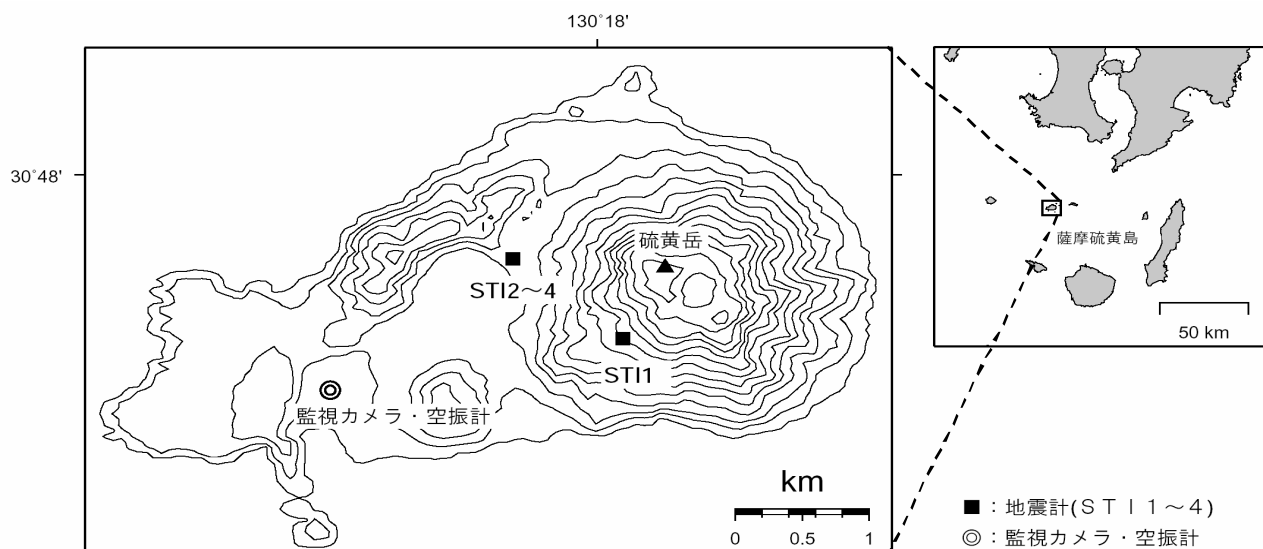 130°18'
30°48'
硫黄岳
STI2～4
STI1
監視カメラ・空振計
km
0 0.5 1
薩摩硫黄島
50 km
■：地震計(ＳＴＩ１～４)
◎：監視カメラ・空振計